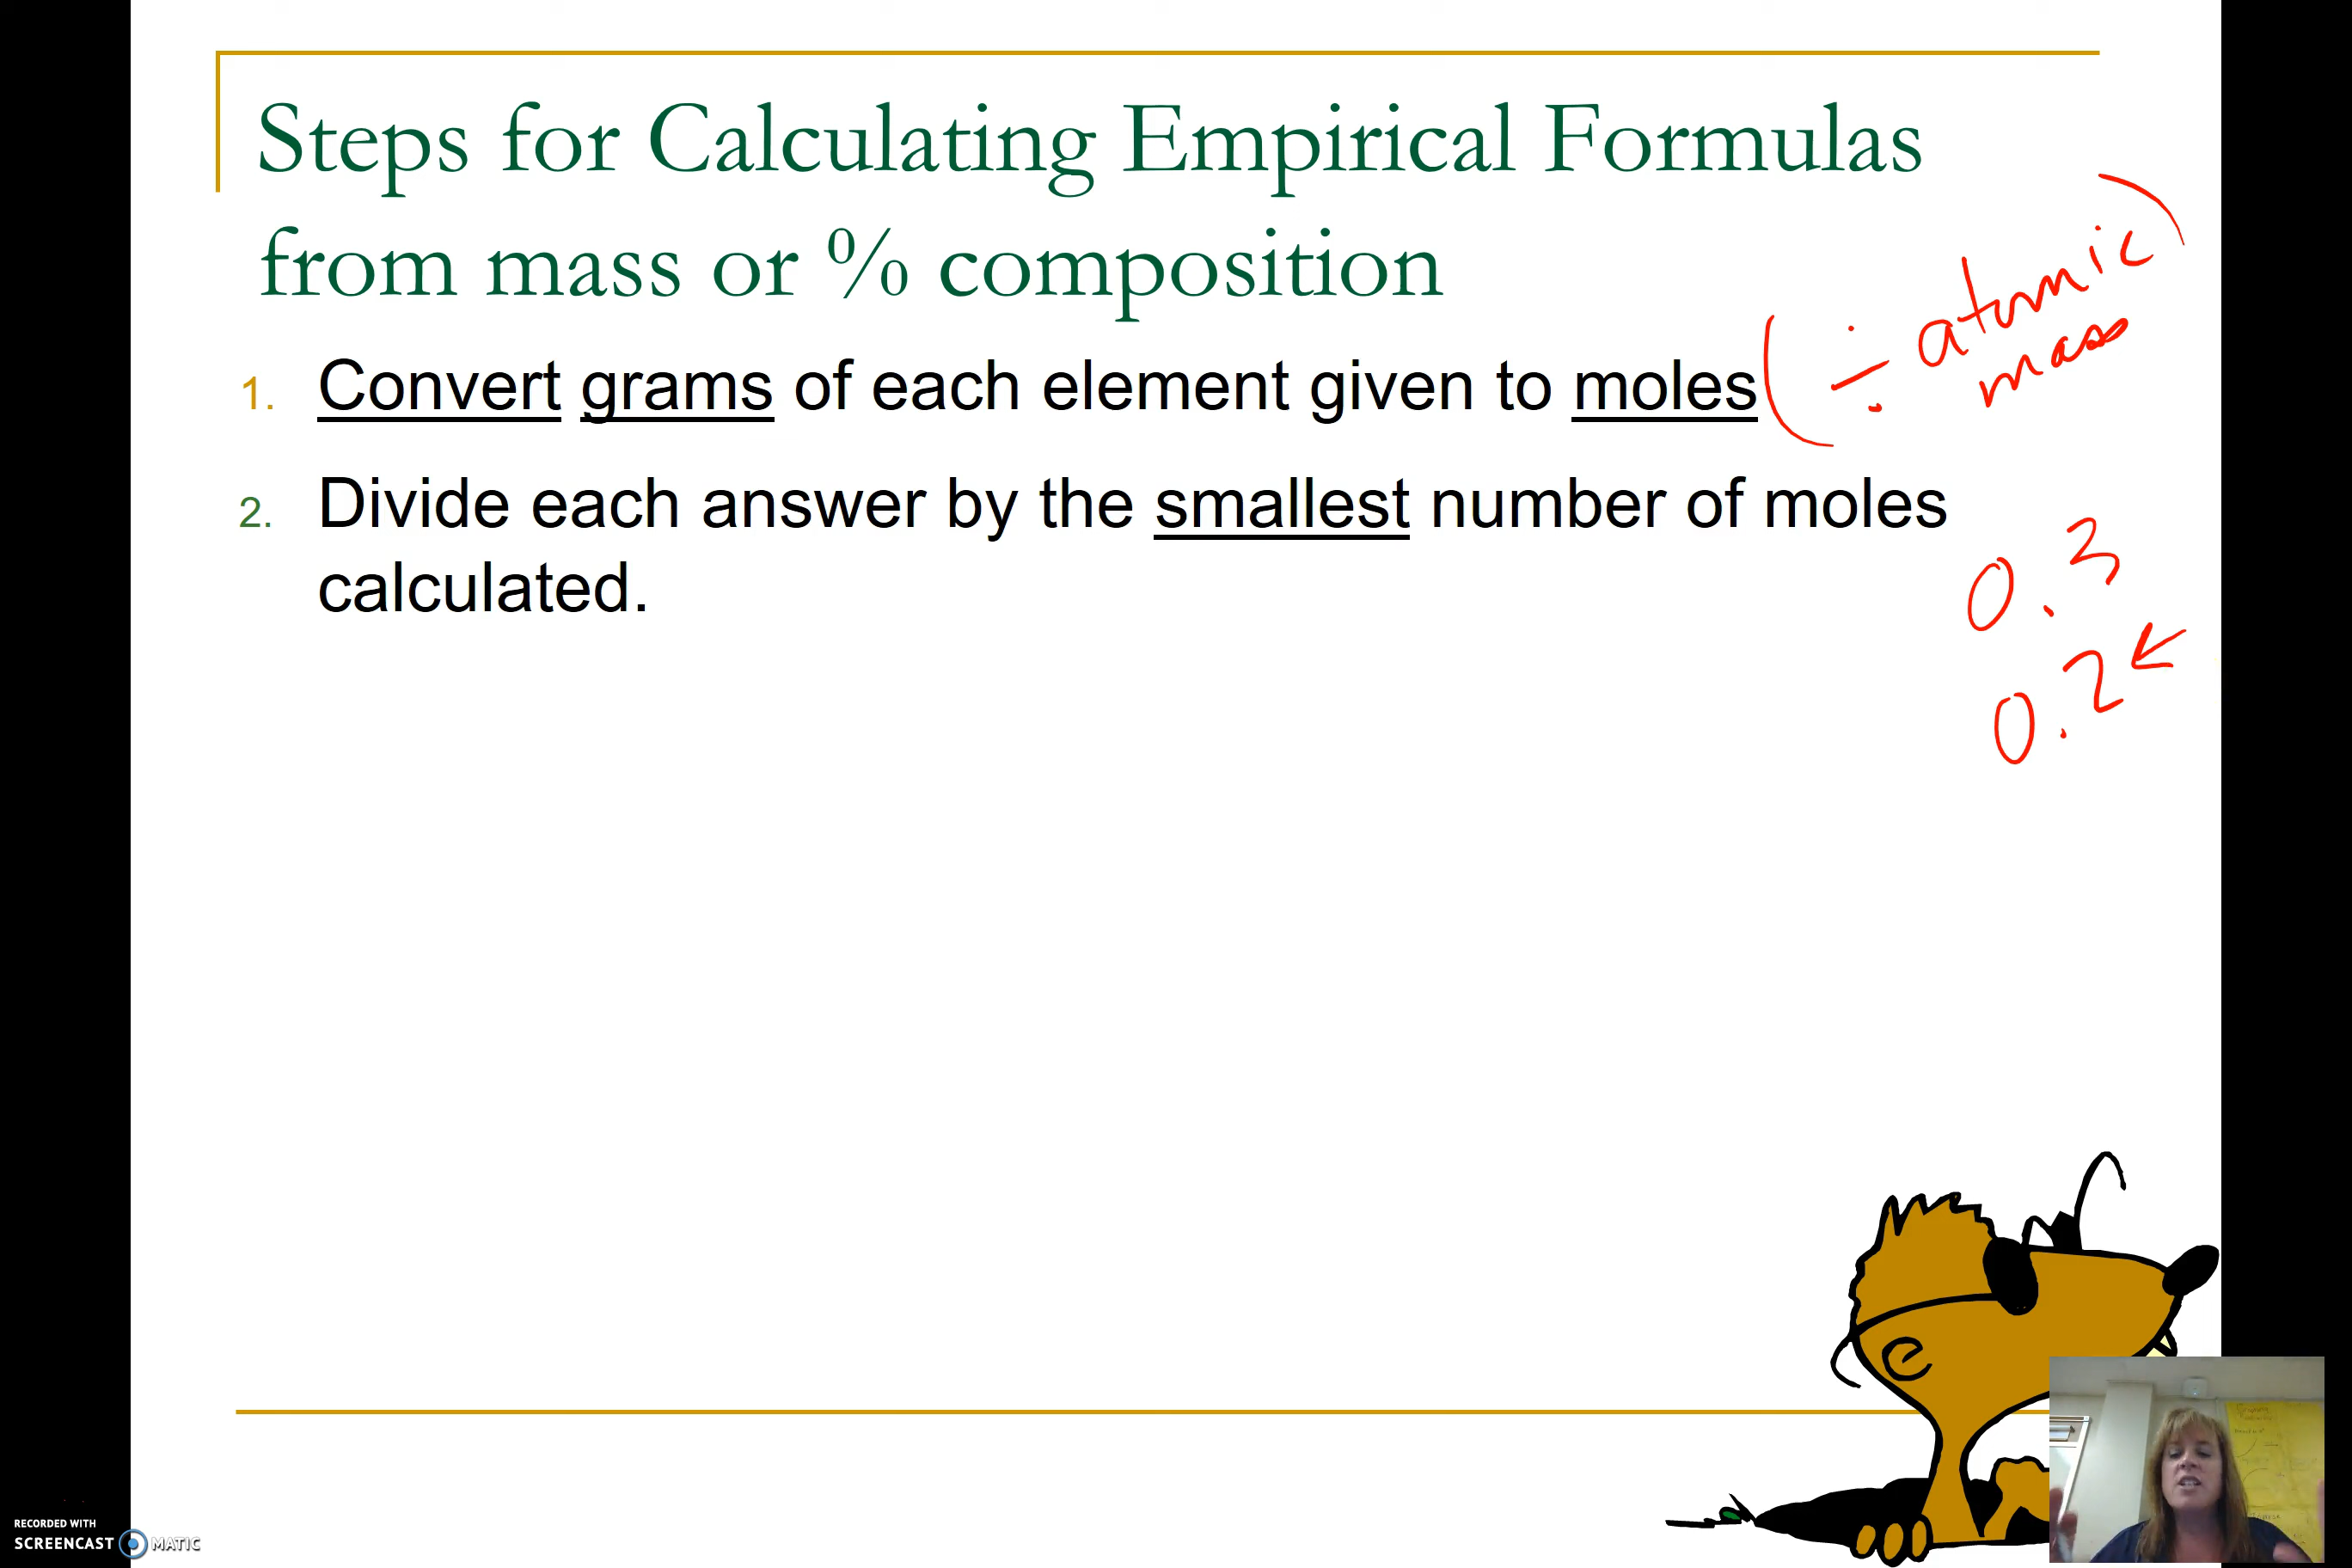 Steps for Calculating Empirical Formulas
from mass or % composition
1. Convert grams of each element given to moles
(÷ atomic
mass)
2. Divide each answer by the smallest number of moles
calculated.
0.3
0.2 ←
RECORDED WITH
SCREENCAST MATIC